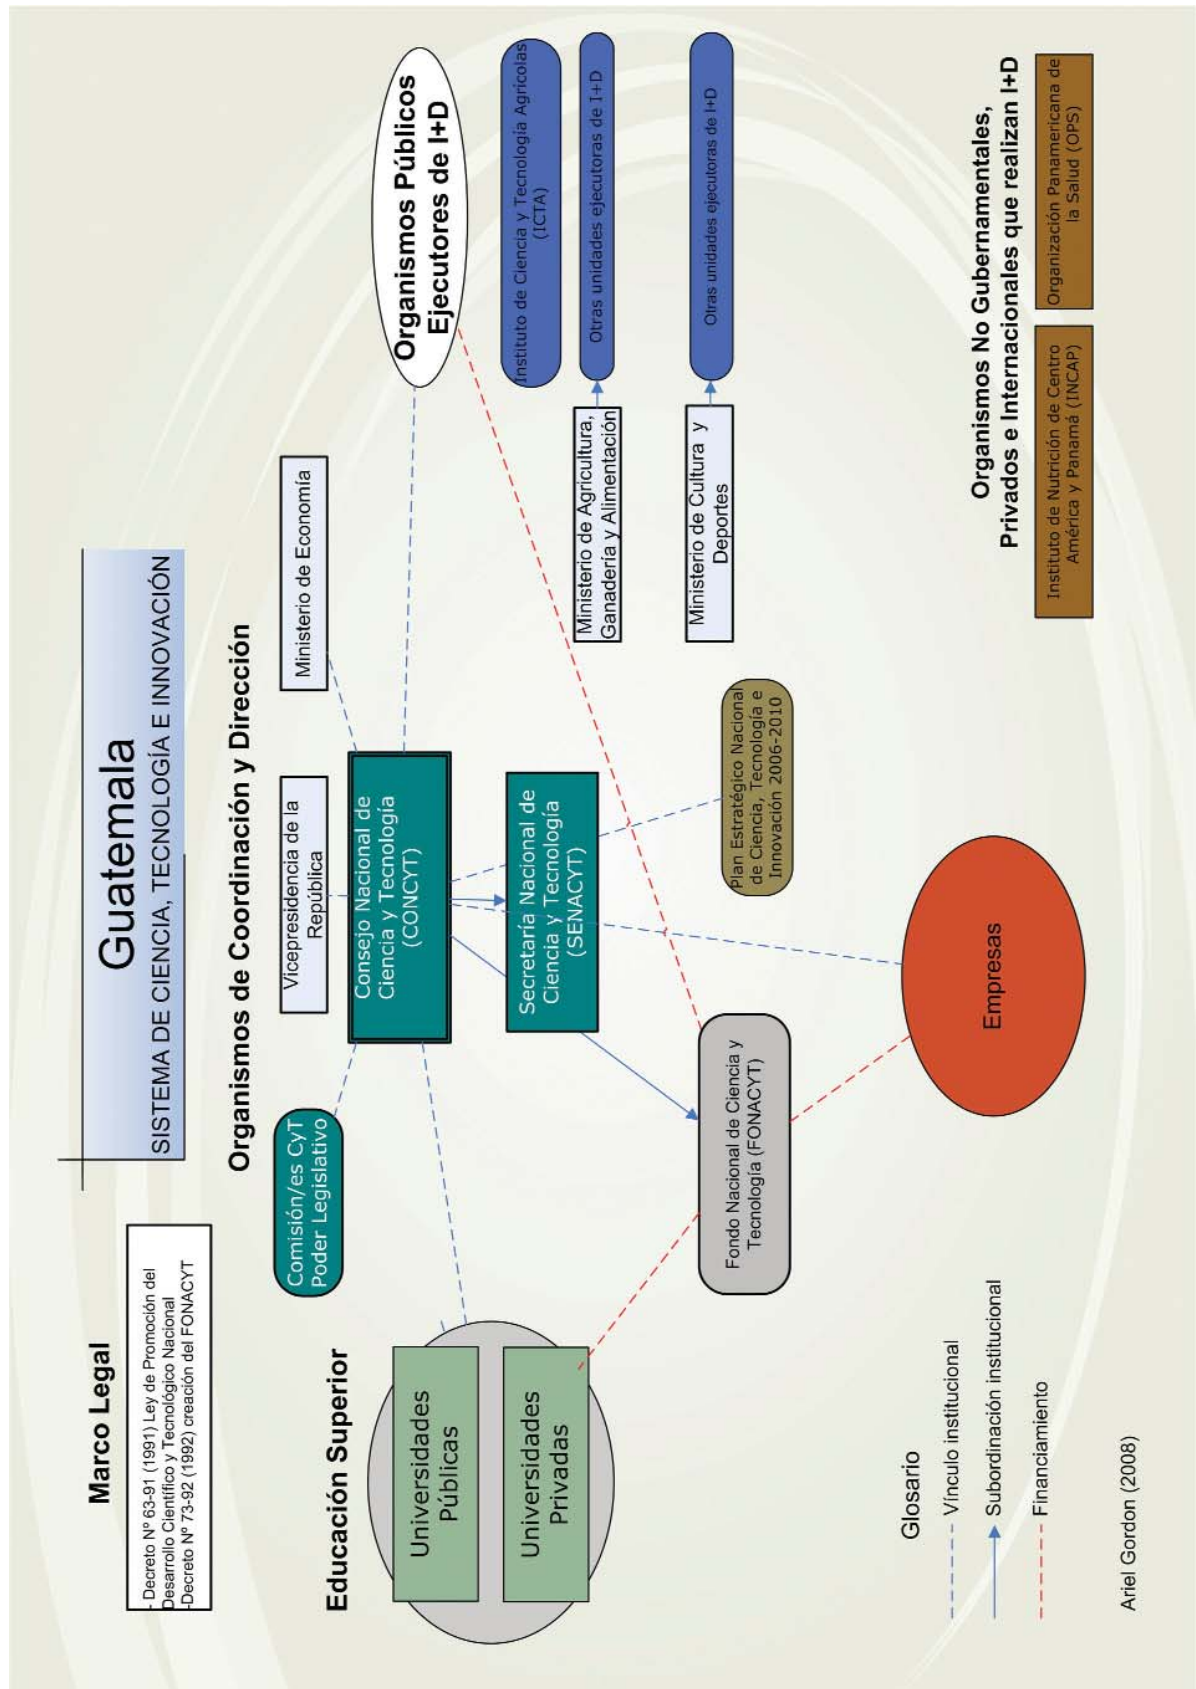 Guatemala
SISTEMA DE CIENCIA, TECNOLOGÍA E INNOVACIÓN
Marco Legal
- Decreto Nº 63-91 (1991) Ley de Promoción del
Desarrollo Científico y Tecnológico Nacional
-Decreto Nº 73-92 (1992) creación del FONACYT
Organismos de Coordinación y Dirección
Comisión/es CyT
Poder Legislativo
Vicepresidencia de la
República
Ministerio de Economía
Consejo Nacional de
Ciencia y Tecnología
(CONCYT)
Secretaría Nacional de
Ciencia y Tecnología
(SENACYT)
Educación Superior
Universidades
Públicas
Universidades
Privadas
Organismos Públicos
Ejecutores de I+D
Instituto de Ciencia y Tecnología Agrícolas
(ICTA)
Ministerio de Agricultura,
Ganadería y Alimentación
Otras unidades ejecutoras de I+D
Ministerio de Cultura y
Deportes
Otras unidades ejecutoras de I+D
Plan Estratégico Nacional
de Ciencia, Tecnología e
Innovación 2006-2010
Fondo Nacional de Ciencia y
Tecnología (FONACYT)
Empresas
Organismos No Gubernamentales,
Privados e Internacionales que realizan I+D
Instituto de Nutrición de Centro
América y Panamá (INCAP)
Organización Panamericana de
la Salud (OPS)
Glosario
Vínculo institucional
Subordinación institucional
Financiamiento
Ariel Gordon (2008)